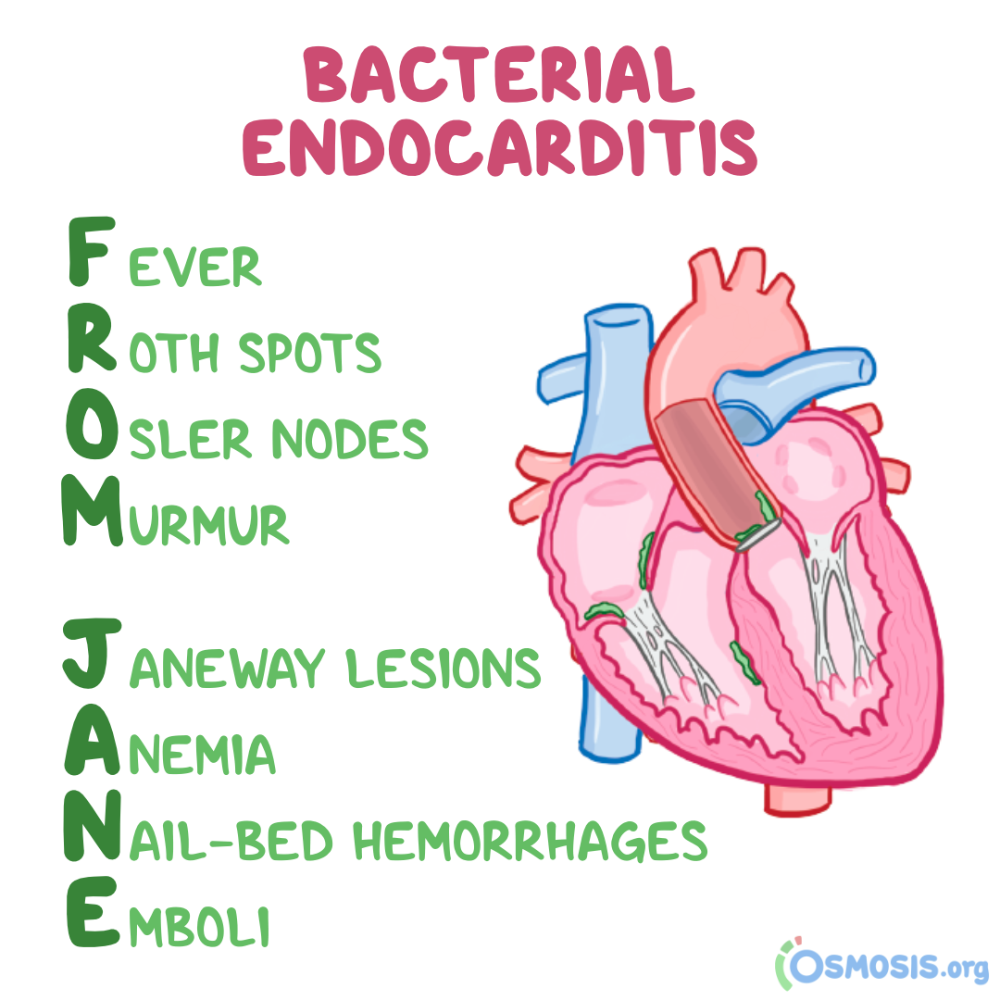 BACTERIAL
ENDOCARDITIS
FEVER
ROTH SPOTS
OSLER NODES
MURMUR
JANEWAY LESIONS
ANEMIA
NAIL-BED HEMORRHAGES
EMBOLI
OSMOSIS.org